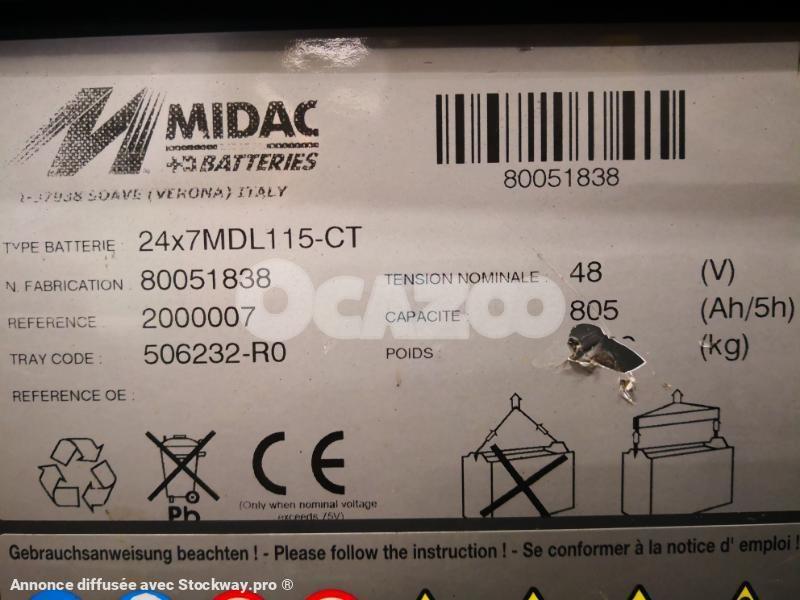 MIDAC
BATTERIES
I-37038 SOAVE (VERONA) ITALY
80051838
TYPE BATTERIE : 24x7MDL115-CT
N. FABRICATION : 80051838
TENSION NOMINALE : 48 (V)
REFERENCE : 2000007
CAPACITE : 805 (Ah/5h)
TRAY CODE : 506232-R0
POIDS : (kg)
REFERENCE OE :
OCAZOO
Pb
CE
(Only when nominal voltage
exceeds 75V)
Gebrauchsanweisung beachten ! - Please follow the instruction ! - Se conformer à la notice d' emploi !
Annonce diffusée avec Stockway.pro ®